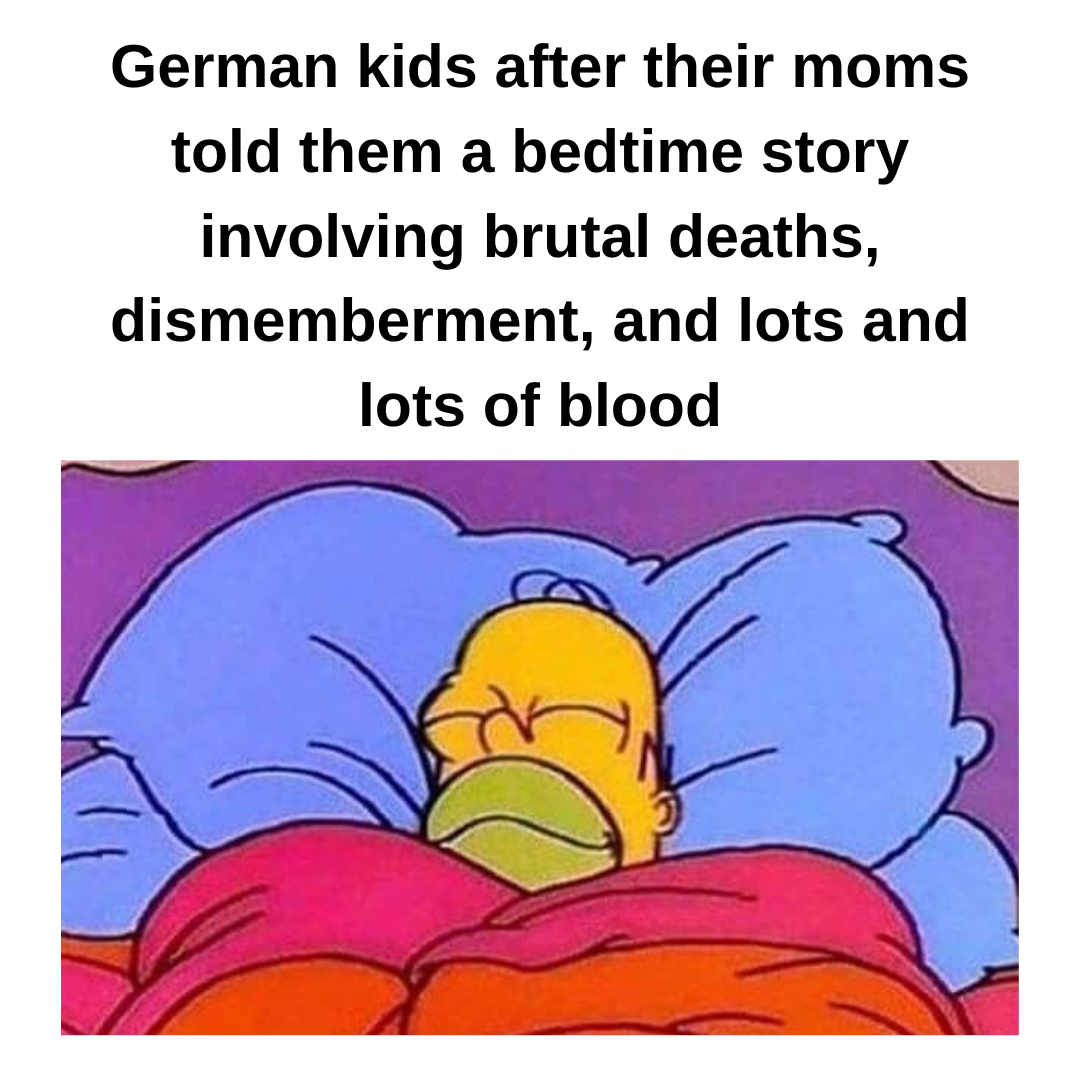 German kids after their moms
told them a bedtime story
involving brutal deaths,
dismemberment, and lots and
lots of blood